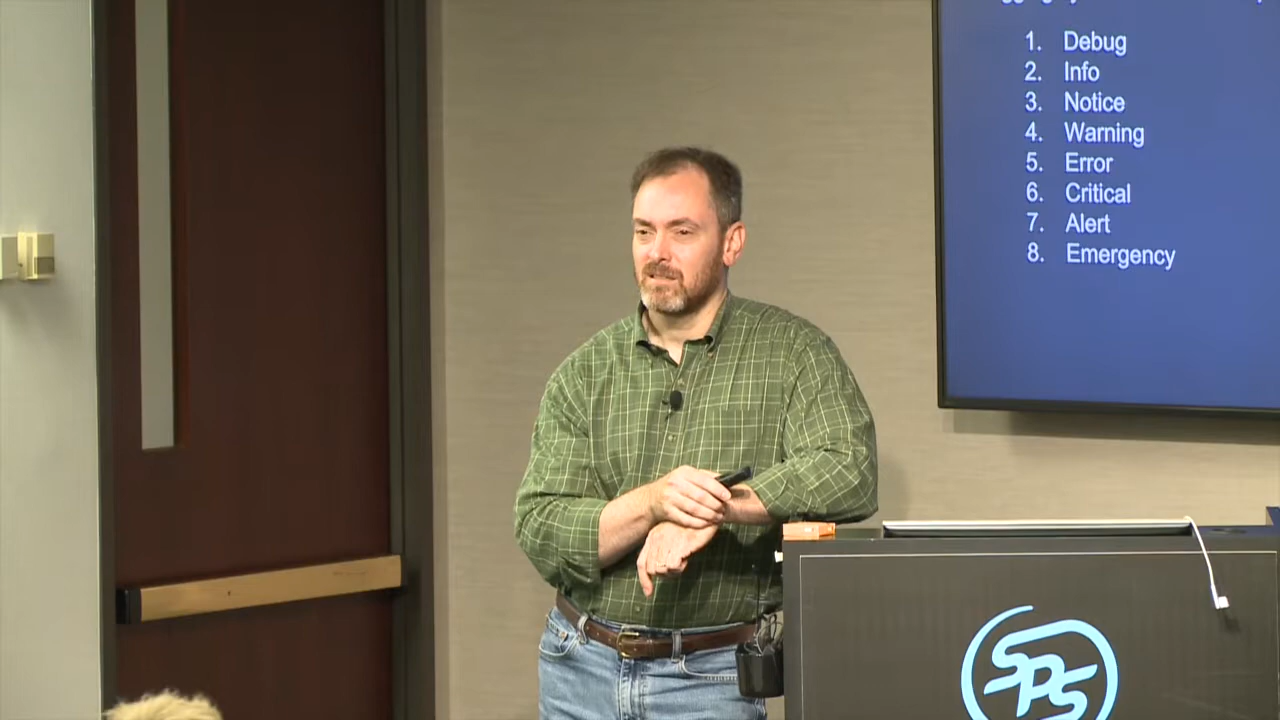 1. Debug
2. Info
3. Notice
4. Warning
5. Error
6. Critical
7. Alert
8. Emergency
SPS